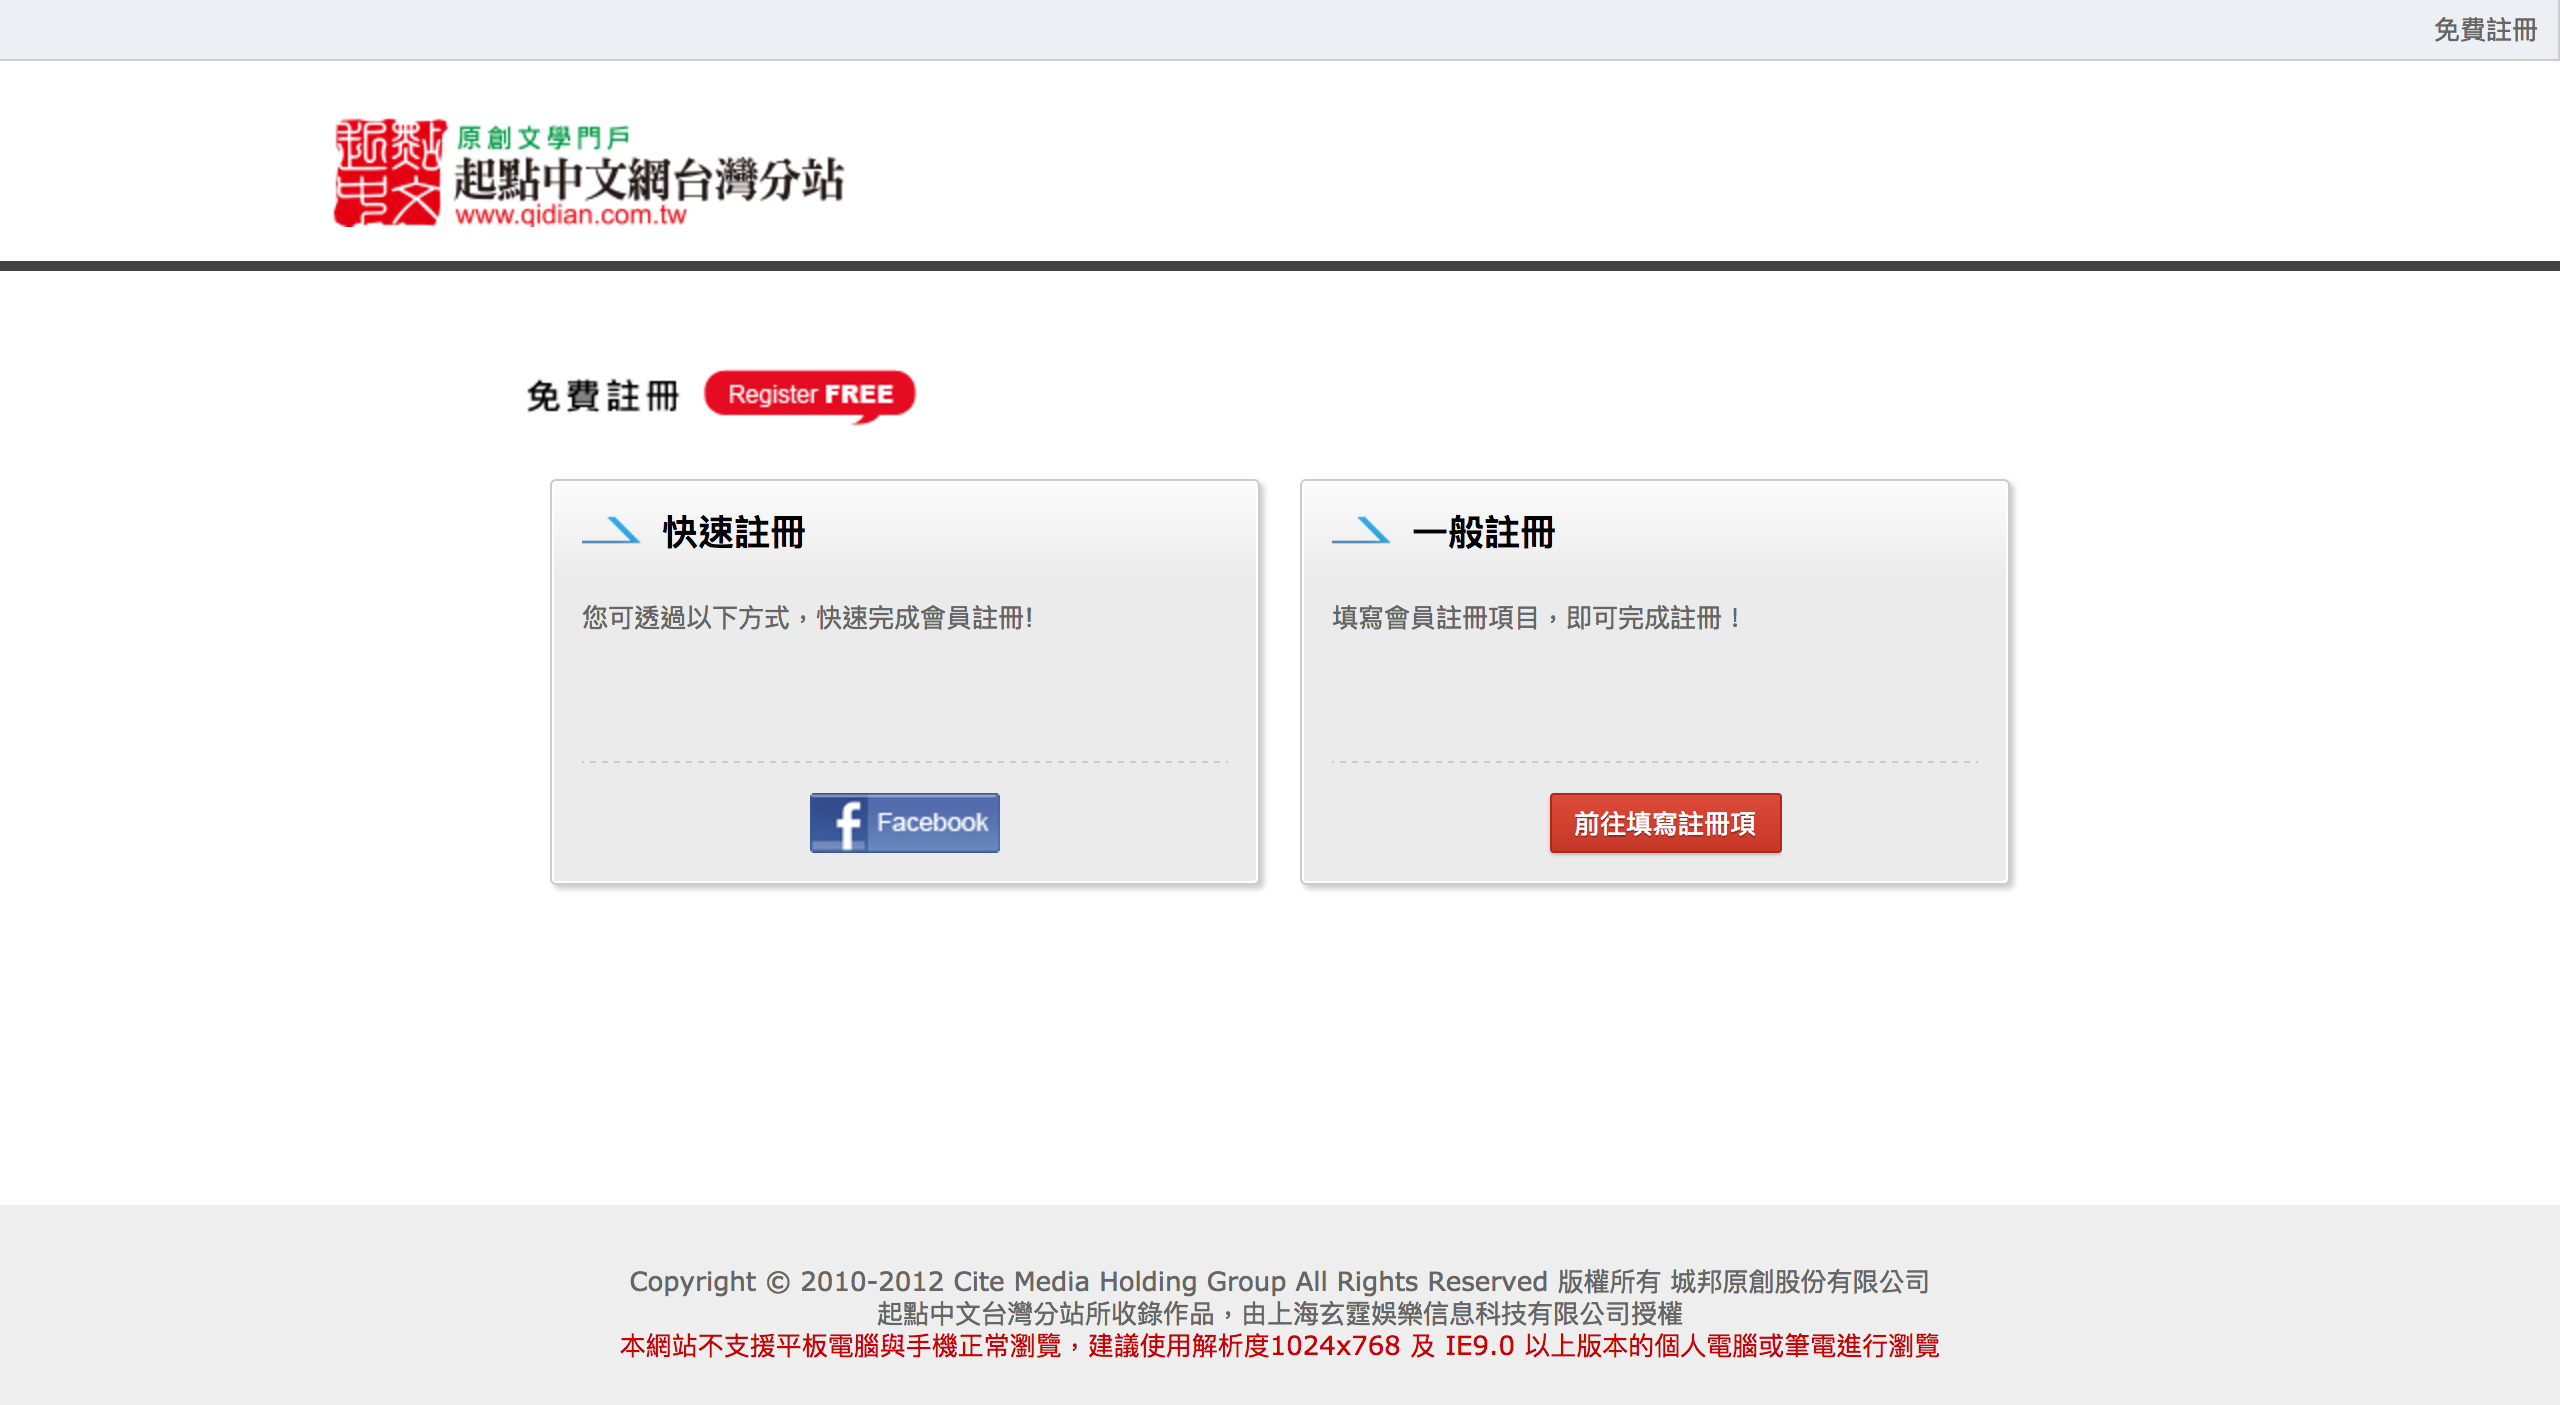 免費註冊
原創文學門戶
起點中文網台灣分站
www.qidian.com.tw
免費註冊 Register FREE
快速註冊
您可透過以下方式，快速完成會員註冊!
Facebook
一般註冊
填寫會員註冊項目，即可完成註冊！
前往填寫註冊項
Copyright © 2010-2012 Cite Media Holding Group All Rights Reserved 版權所有 城邦原創股份有限公司
起點中文台灣分站所收錄作品，由上海玄霆娛樂信息科技有限公司授權
本網站不支援平板電腦與手機正常瀏覽，建議使用解析度1024x768 及 IE9.0 以上版本的個人電腦或筆電進行瀏覽